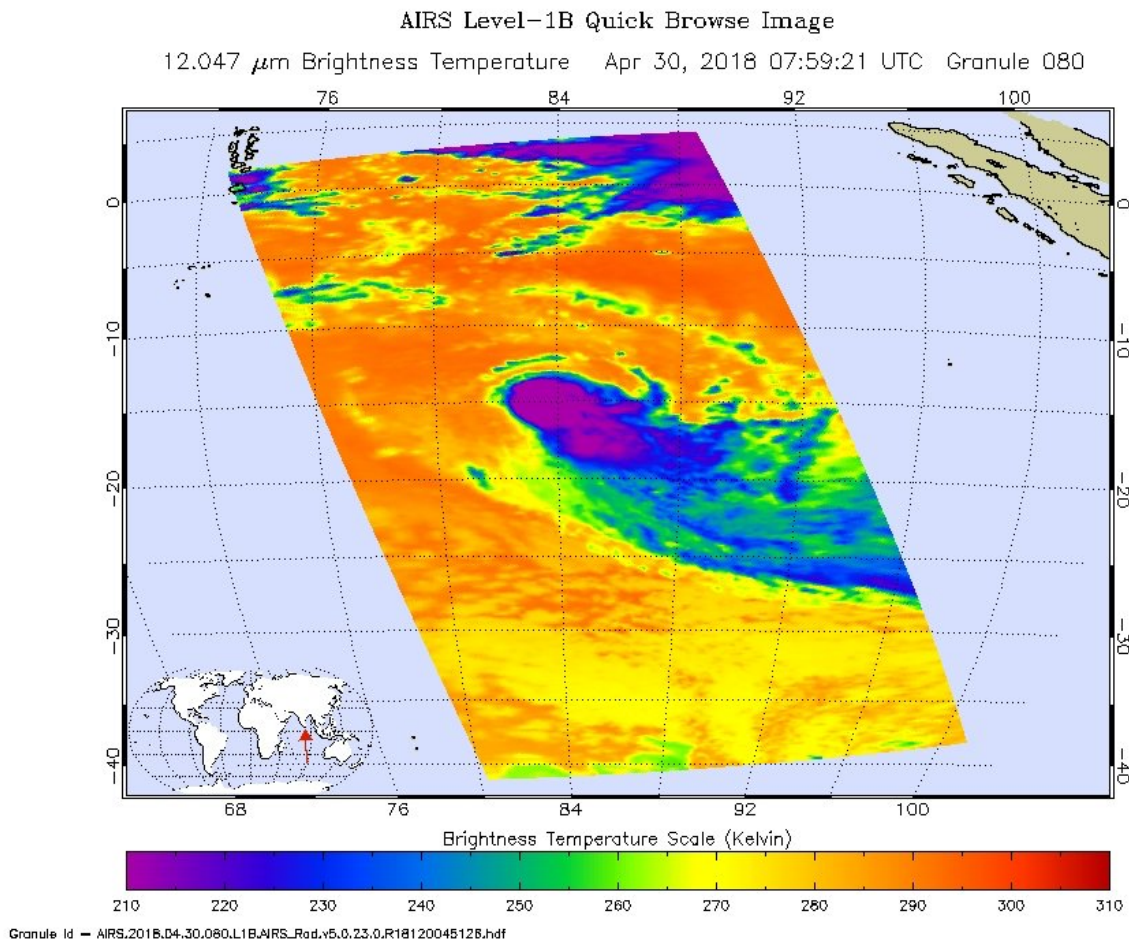 AIRS Level-1B Quick Browse Image
12.047 μm Brightness Temperature Apr 30, 2018 07:59:21 UTC Granule 080
76 84 92 100
0 0
-10 -10
-20 -20
-30 -30
-40 -40
68 76 84 92 100
Brightness Temperature Scale (Kelvin)
210 220 230 240 250 260 270 280 290 300 310
Granule Id - AIRS.2018.04.30.080.L1B.AIRS_Rad.v5.0.23.0.R18120045128.hdf